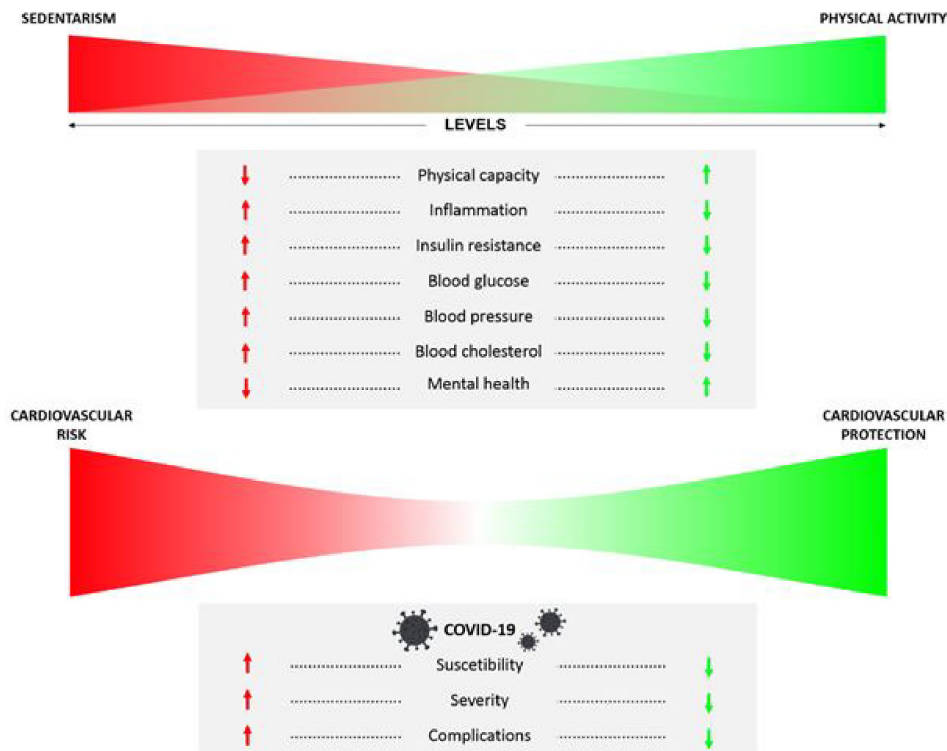 SEDENTARISM
PHYSICAL ACTIVITY
LEVELS
Physical capacity
Inflammation
Insulin resistance
Blood glucose
Blood pressure
Blood cholesterol
Mental health
CARDIOVASCULAR
RISK
CARDIOVASCULAR
PROTECTION
COVID-19
Suscetibility
Severity
Complications